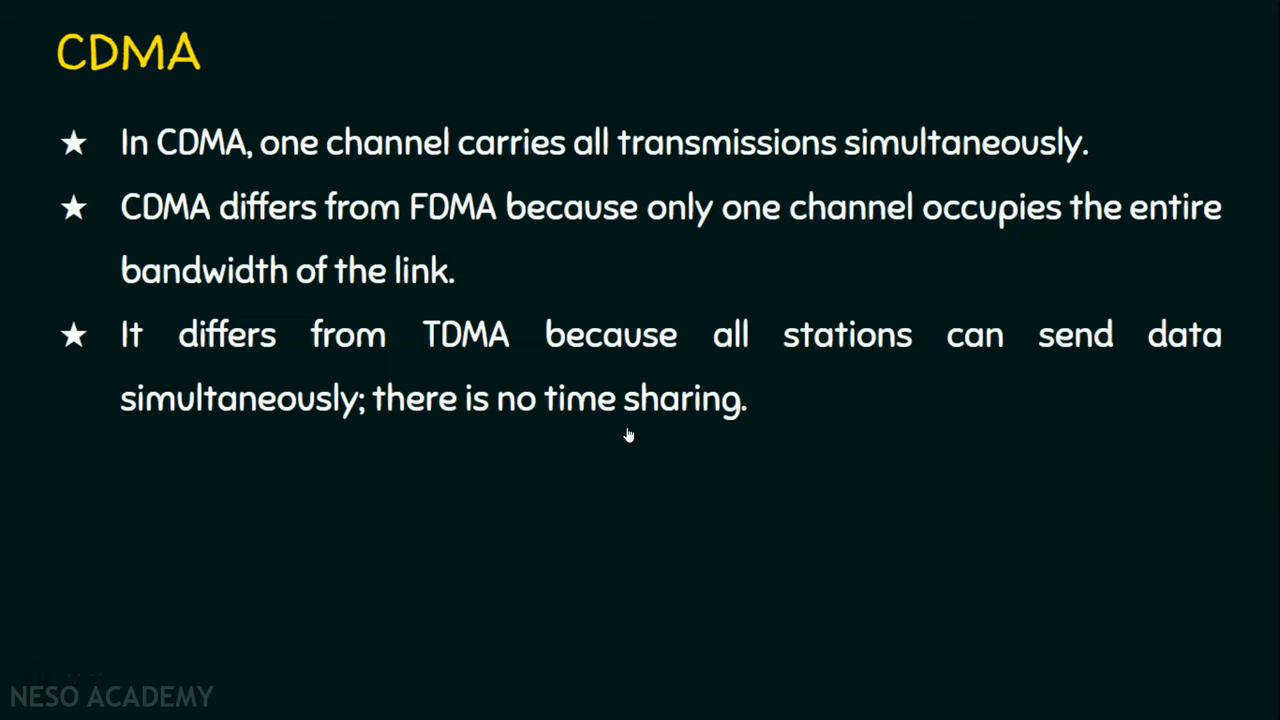 CDMA
★ In CDMA, one channel carries all transmissions simultaneously.
★ CDMA differs from FDMA because only one channel occupies the entire
bandwidth of the link.
★ It differs from TDMA because all stations can send data
simultaneously; there is no time sharing.
NESO ACADEMY